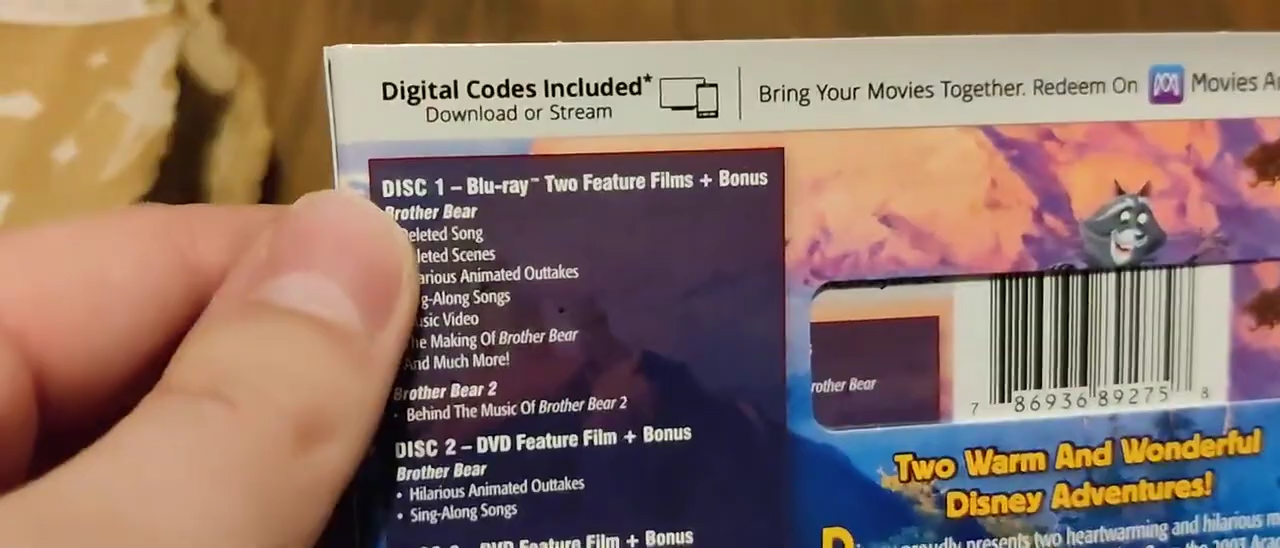 Digital Codes Included*
Download or Stream
Bring Your Movies Together. Redeem On Movies
DISC 1 – Blu-ray™ Two Feature Films + Bonus
Brother Bear
eleted Song
leted Scenes
arious Animated Outtakes
g-Along Songs
sic Video
he Making Of Brother Bear
And Much More!
Brother Bear 2
• Behind The Music Of Brother Bear 2
DISC 2 – DVD Feature Film + Bonus
Brother Bear
• Hilarious Animated Outtakes
• Sing-Along Songs
DVD Feature Film + Bonus
rother Bear
7 86936 89275 8
Two Warm And Wonderful
Disney Adventures!
proudly presents two heartwarming and hilarious
the 2003